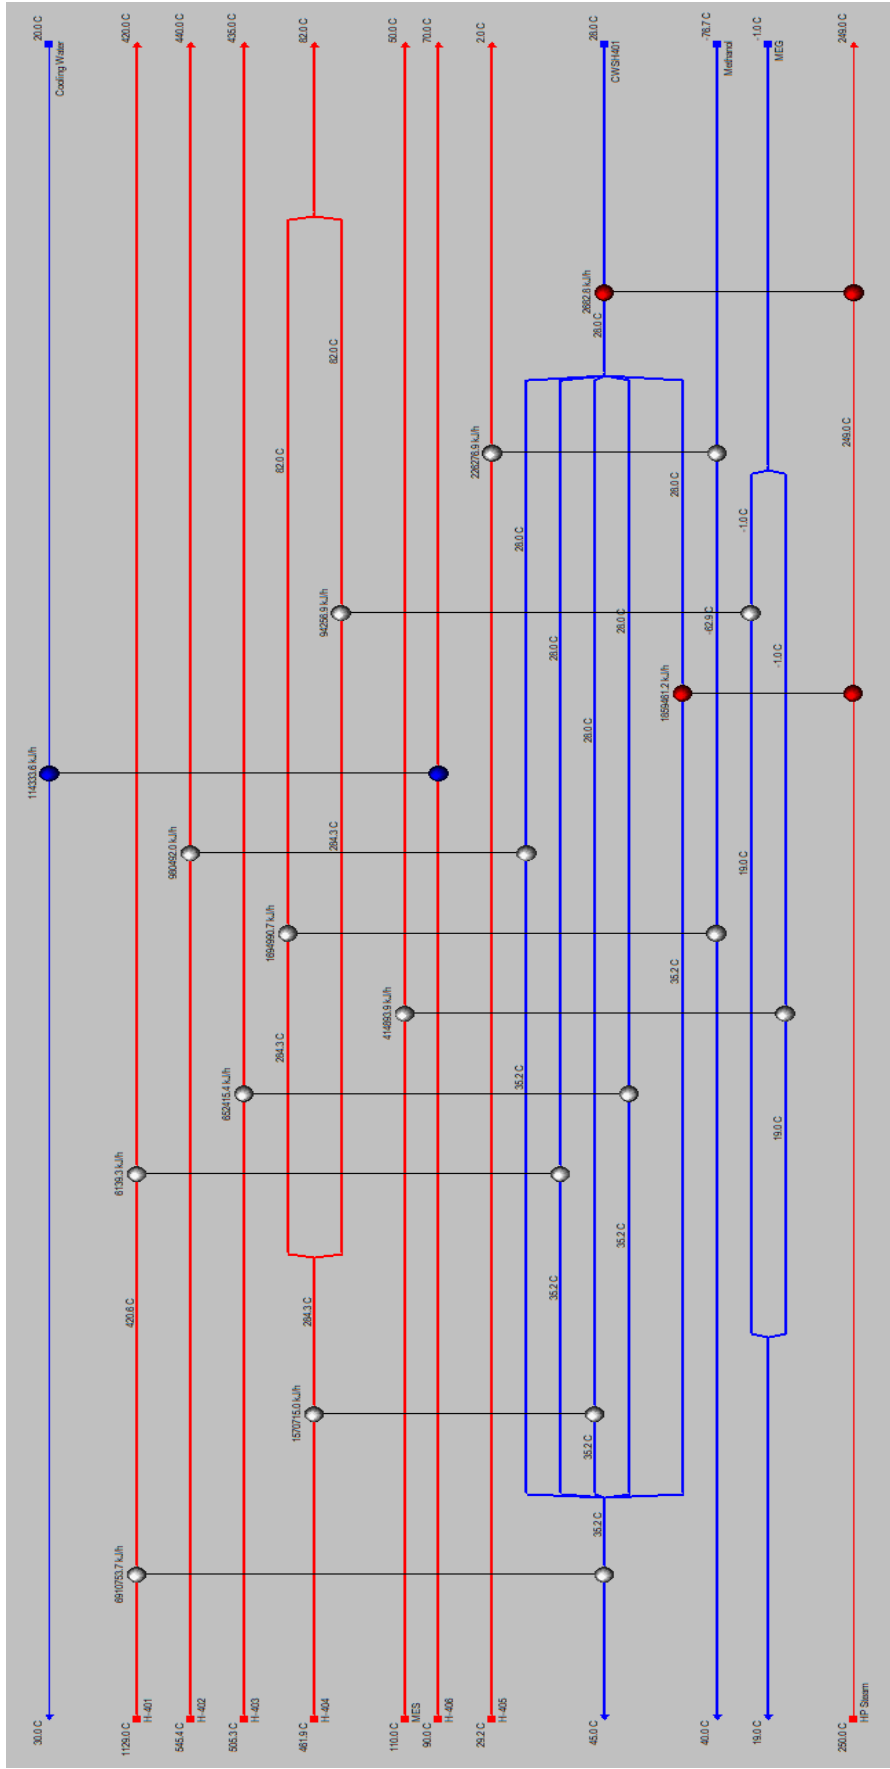 30.0 C
114333.6 kJ/h
20.0 C
Cooling Water
1129.0 C
6910753.7 kJ/h
420.6 C
6139.3 kJ/h
420.0 C
H-401
545.4 C
980492.0 kJ/h
440.0 C
H-402
505.3 C
652415.4 kJ/h
435.0 C
H-403
461.9 C
1570715.0 kJ/h
284.3 C
284.3 C
1694990.7 kJ/h
82.0 C
82.0 C
H-404
284.3 C
94256.9 kJ/h
82.0 C
110.0 C
414893.9 kJ/h
50.0 C
MES
90.0 C
70.0 C
H-406
29.2 C
226276.9 kJ/h
2.0 C
H-405
35.2 C
28.0 C
35.2 C
28.0 C
35.2 C
28.0 C
45.0 C
35.2 C
28.0 C
2682.8 kJ/h
28.0 C
CWSH401
35.2 C
28.0 C
35.2 C
1859461.2 kJ/h
28.0 C
40.0 C
-62.9 C
-76.7 C
Methanol
19.0 C
19.0 C
-1.0 C
-1.0 C
MEG
19.0 C
-1.0 C
250.0 C
249.0 C
249.0 C
HP Steam